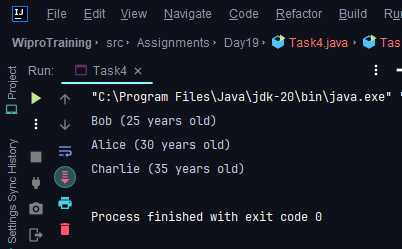 File Edit View Navigate Code Refactor Build Run
WiproTraining › src › Assignments › Day19 › Task4.java › Tas
Run: Task4 ×
Project
"C:\Program Files\Java\jdk-20\bin\java.exe"
Bob (25 years old)
Alice (30 years old)
Charlie (35 years old)
Process finished with exit code 0
Settings Sync History